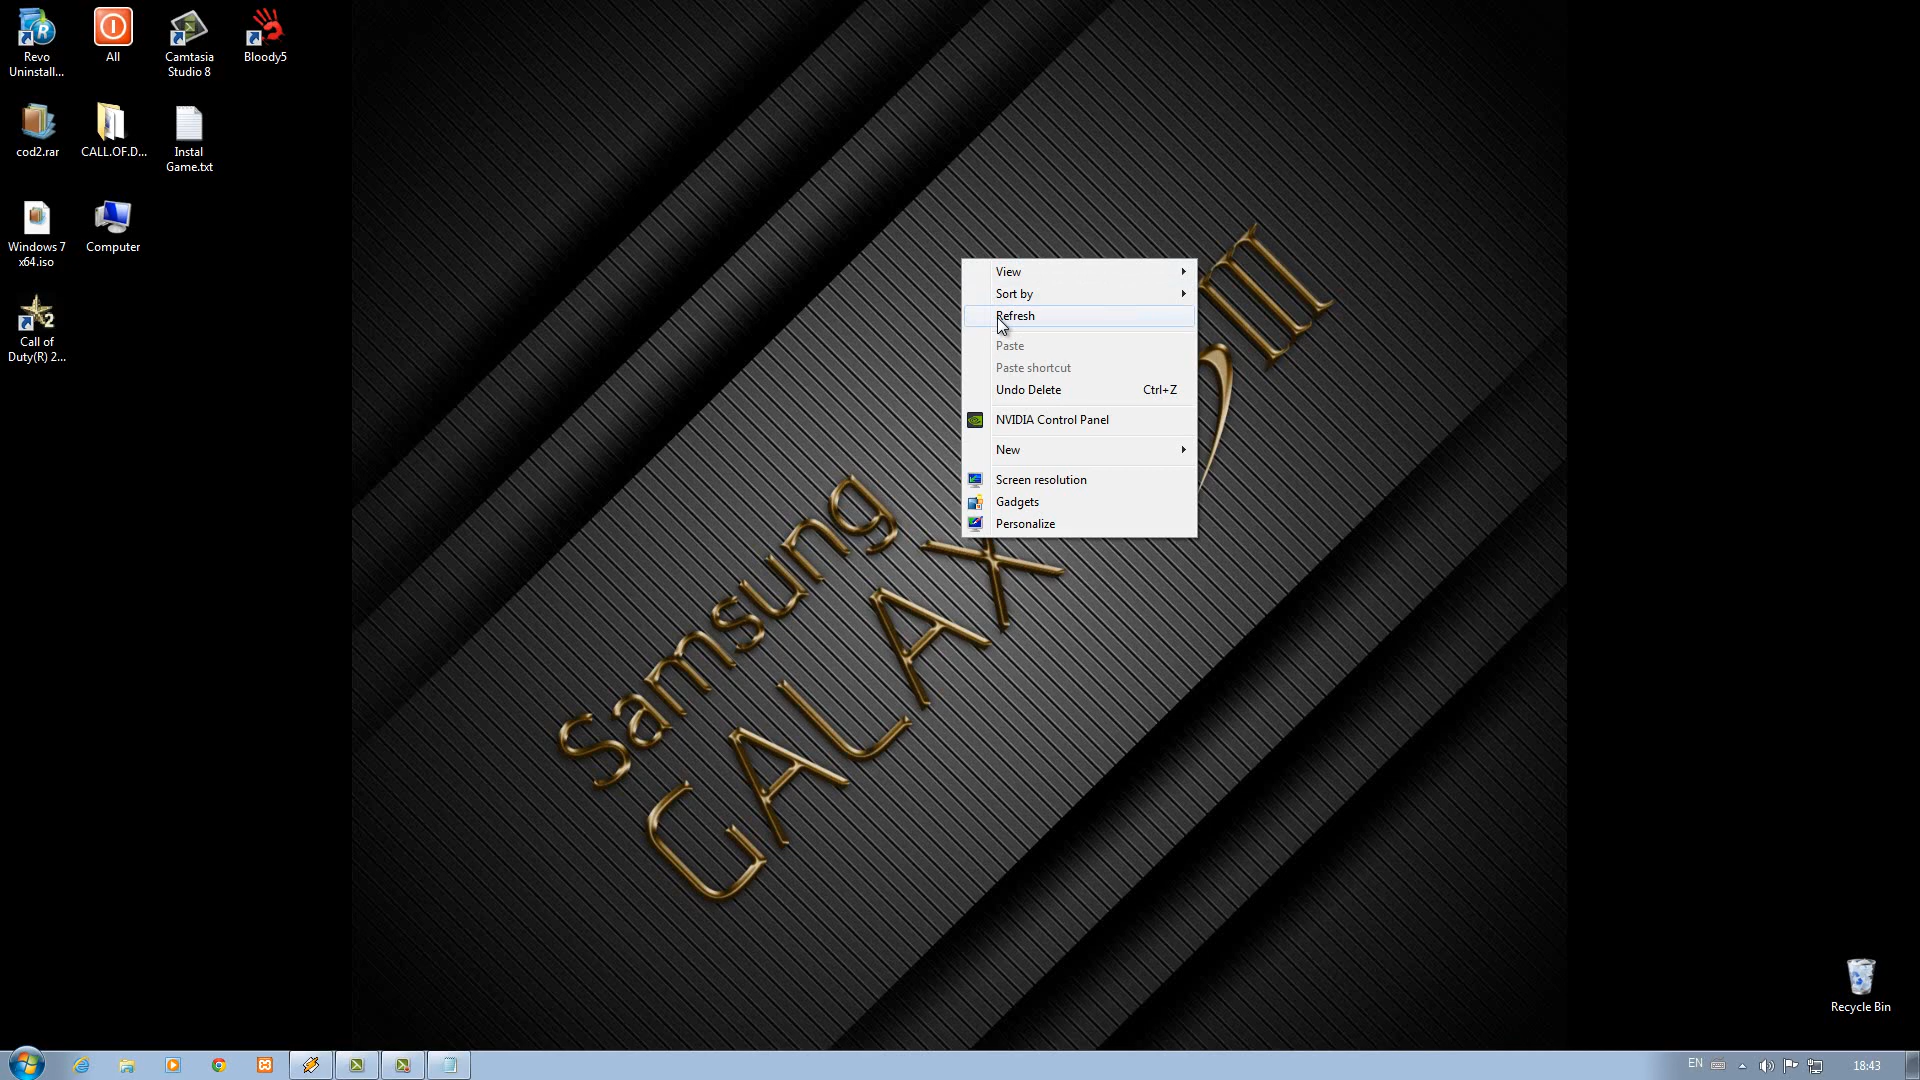 Revo
Uninstall...
All
Camtasia
Studio 8
Bloody5
cod2.rar
CALL.OF.D...
Instal
Game.txt
Windows 7
x64.iso
Computer
Call of
Duty(R) 2...
View
Sort by
Refresh
Paste
Paste shortcut
Undo Delete Ctrl+Z
NVIDIA Control Panel
New
Screen resolution
Gadgets
Personalize
Samsung
GALAX
III
Recycle Bin
EN
18:43